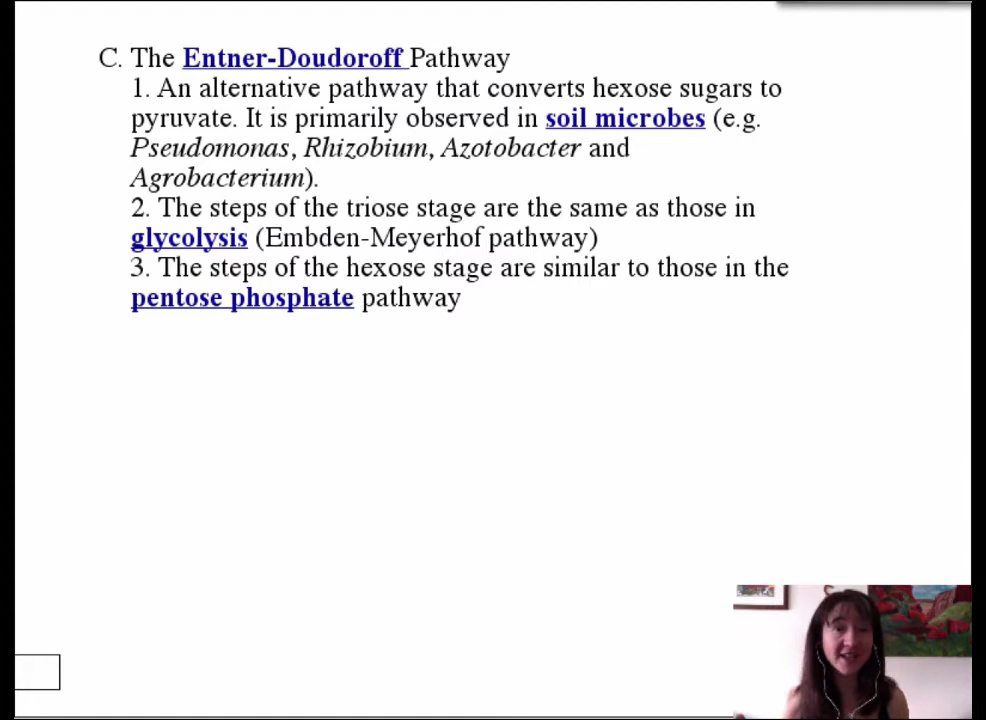 C. The Entner-Doudoroff Pathway
1. An alternative pathway that converts hexose sugars to
pyruvate. It is primarily observed in soil microbes (e.g.
Pseudomonas, Rhizobium, Azotobacter and
Agrobacterium).
2. The steps of the triose stage are the same as those in
glycolysis (Embden-Meyerhof pathway)
3. The steps of the hexose stage are similar to those in the
pentose phosphate pathway